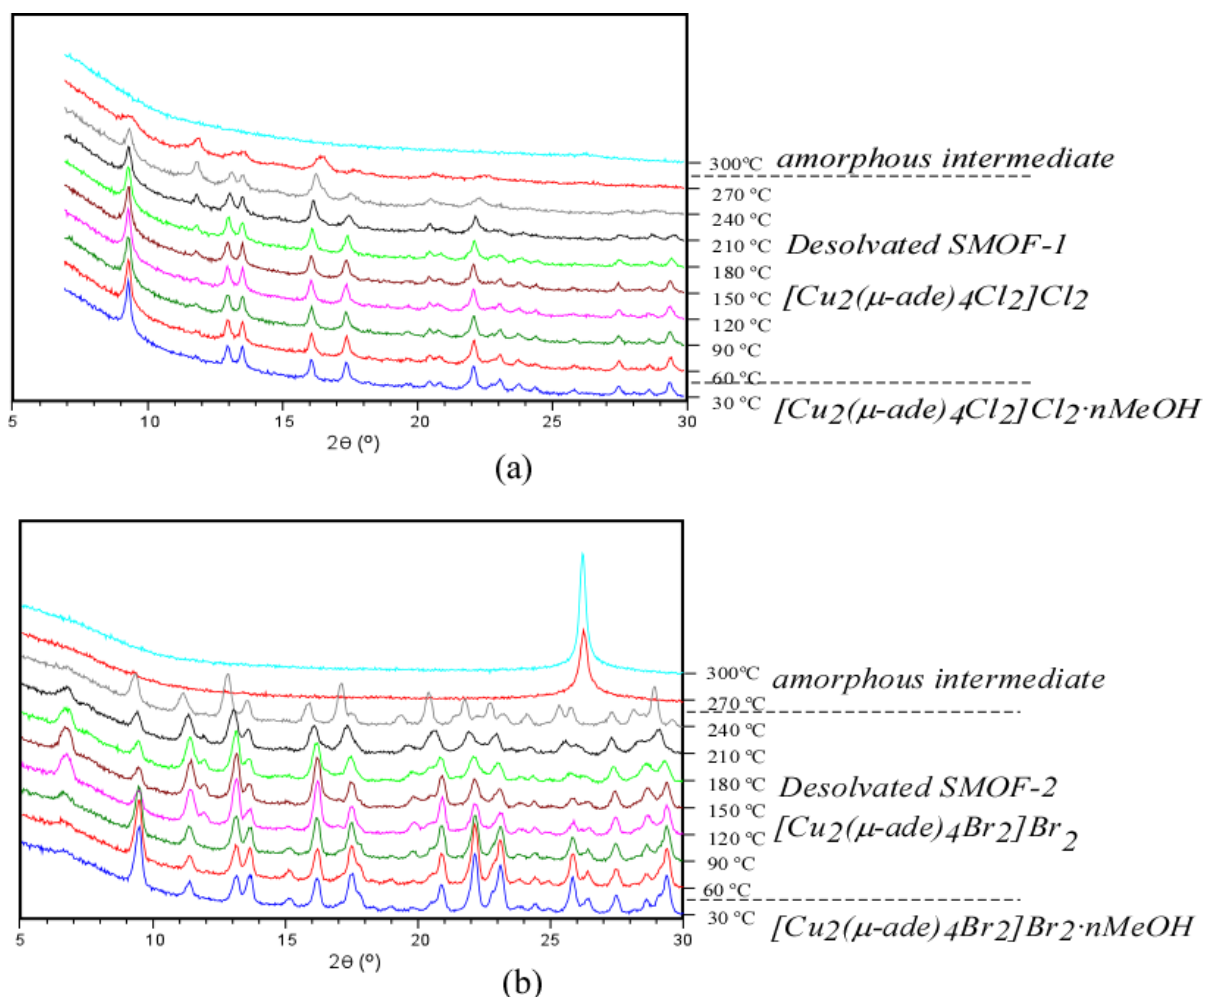 300°C amorphous intermediate
270 °C
240 °C
210 °C Desolvated SMOF-1
180 °C
150 °C [Cu2(μ-ade)4Cl2]Cl2
120 °C
90 °C
60 °C
30 °C [Cu2(μ-ade)4Cl2]Cl2·nMeOH
5 10 15 20 25 30
2θ (º)
(a)
300°C amorphous intermediate
270 °C
240 °C
210 °C
180 °C Desolvated SMOF-2
150 °C
120 °C [Cu2(μ-ade)4Br2]Br2
90 °C
60 °C
30 °C [Cu2(μ-ade)4Br2]Br2·nMeOH
5 10 15 20 25 30
2θ (º)
(b)